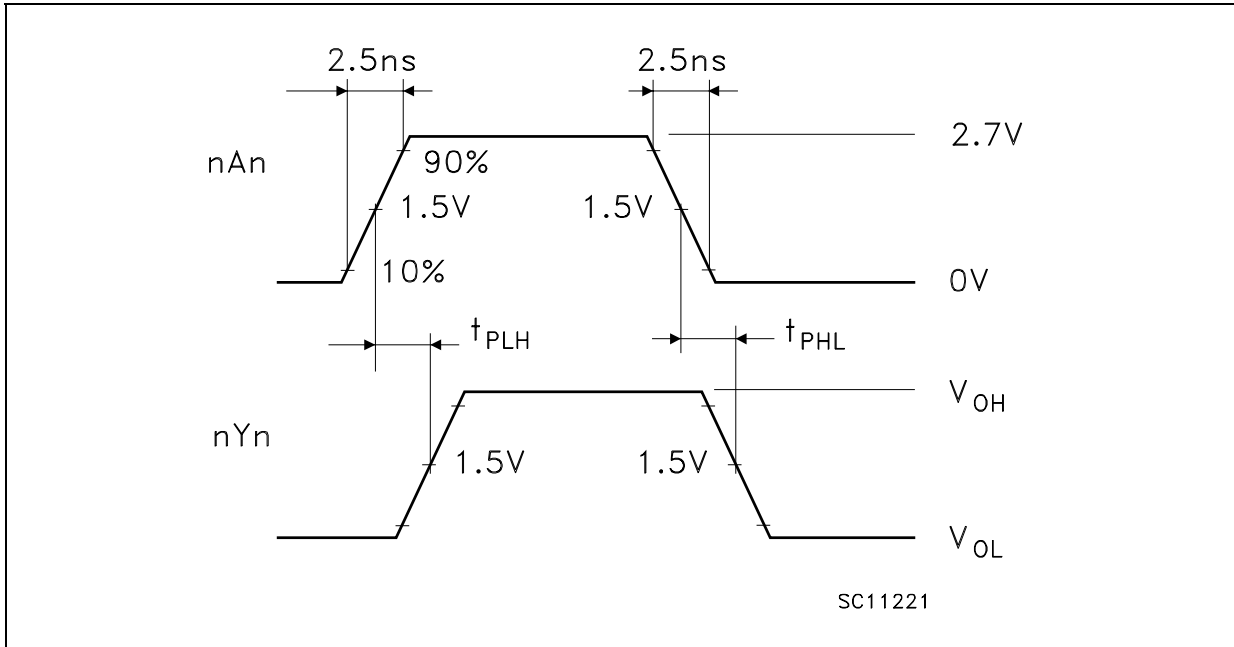 2.5ns 2.5ns
2.7V
nAn
90%
1.5V 1.5V
10%
0V
tPLH tPHL
VOH
nYn
1.5V 1.5V
VOL
SC11221